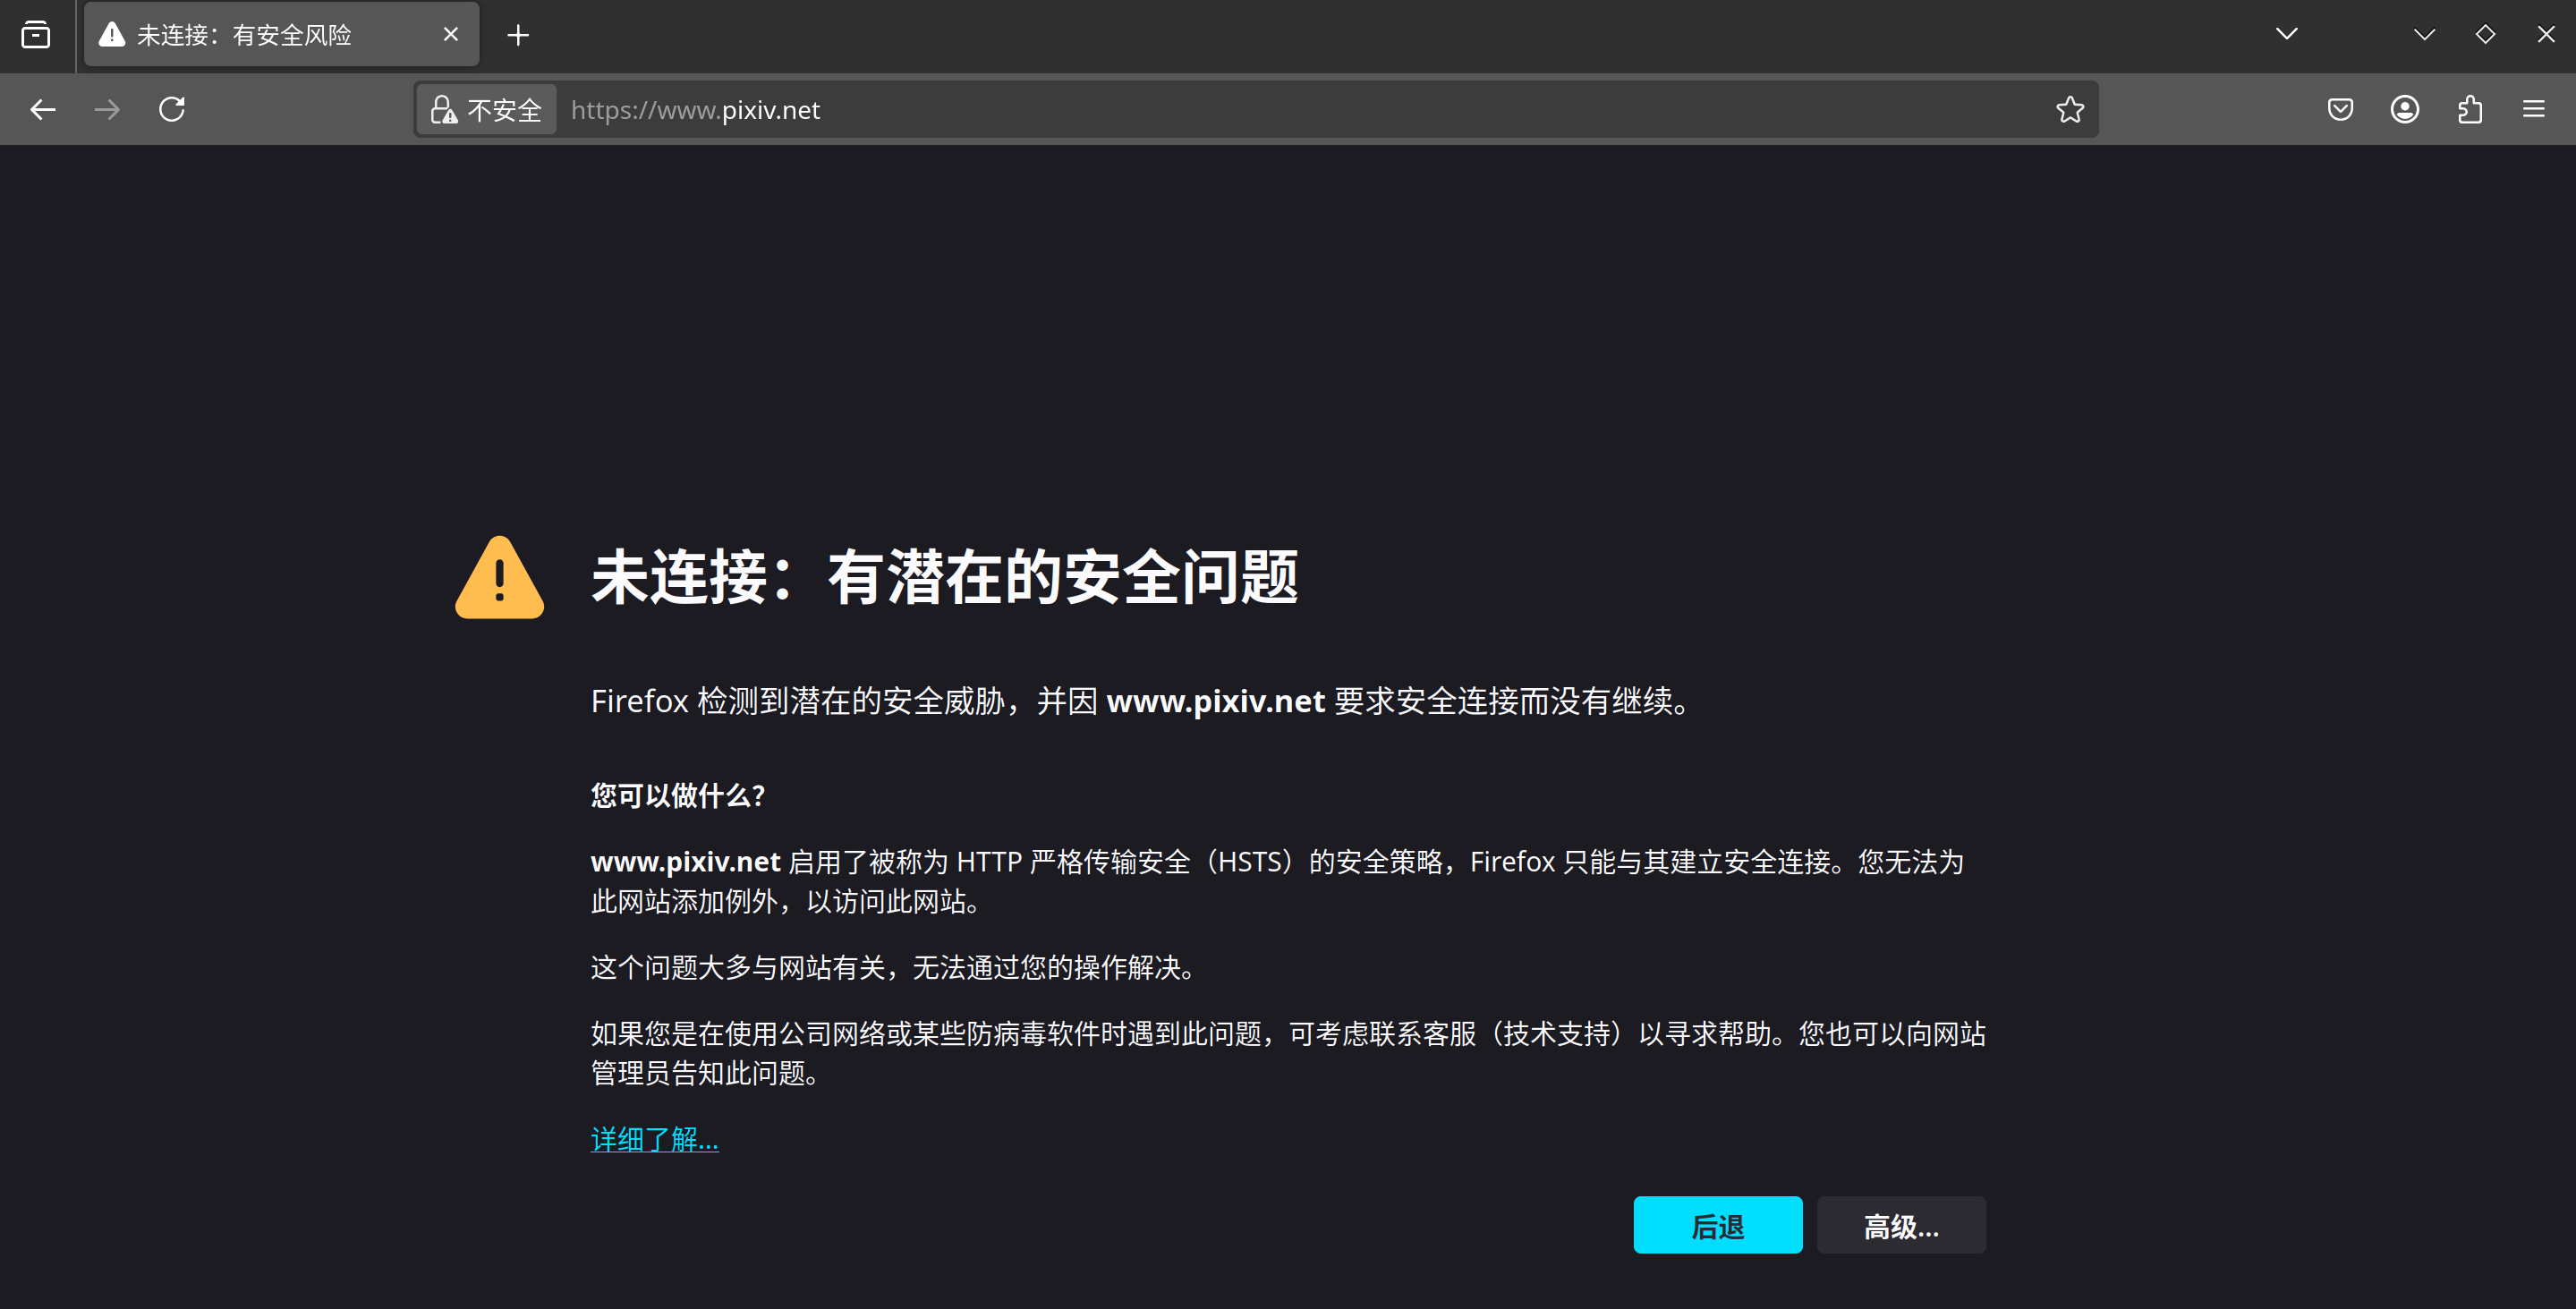 未连接：有安全风险
不安全 https://www.pixiv.net
未连接：有潜在的安全问题
Firefox 检测到潜在的安全威胁，并因 www.pixiv.net 要求安全连接而没有继续。
您可以做什么？
www.pixiv.net 启用了被称为 HTTP 严格传输安全（HSTS）的安全策略，Firefox 只能与其建立安全连接。您无法为
此网站添加例外，以访问此网站。
这个问题大多与网站有关，无法通过您的操作解决。
如果您是在使用公司网络或某些防病毒软件时遇到此问题，可考虑联系客服（技术支持）以寻求帮助。您也可以向网站
管理员告知此问题。
详细了解…
后退 高级…